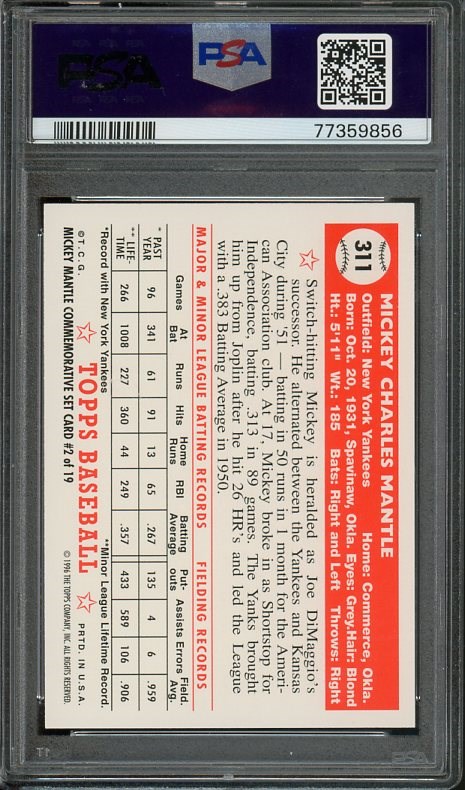 PSA
PSA
77359856
311
MICKEY CHARLES MANTLE
Outfield: New York Yankees Home: Commerce, Okla.
Born: Oct. 20, 1931, Spavinaw, Okla. Eyes: Grey. Hair: Blond
Ht.: 5'11" Wt.: 185 Bats: Right and Left Throws: Right
Switch-hitting Mickey is heralded as Joe DiMaggio's
successor. He alternated between the Yankees and Kansas
City during '51 — batting in 50 runs in 1 month for the Ameri-
can Association club. At 17, Mickey broke in as Shortstop for
Independence, batting .313 in 89 games. The Yanks brought
him up from Joplin after he hit 26 HR's and led the League
with a .383 Batting Average in 1950.
MAJOR & MINOR LEAGUE BATTING RECORDS FIELDING RECORDS
Games At Bat Runs Hits Home Runs RBI Batting Average Put-outs Assists Errors Field. Avg.
* PAST YEAR 96 341 61 91 13 65 .267 135 4 6 .959
** LIFE-TIME 266 1008 227 360 44 249 .357 433 589 106 .906
*Record with New York Yankees **Minor League Lifetime Record.
©T.C.G. TOPPS BASEBALL PRTD. IN U.S.A.
MICKEY MANTLE COMMEMORATIVE SET CARD #2 of 19 © 1996 THE TOPPS COMPANY, INC. ALL RIGHTS RESERVED.
PSA